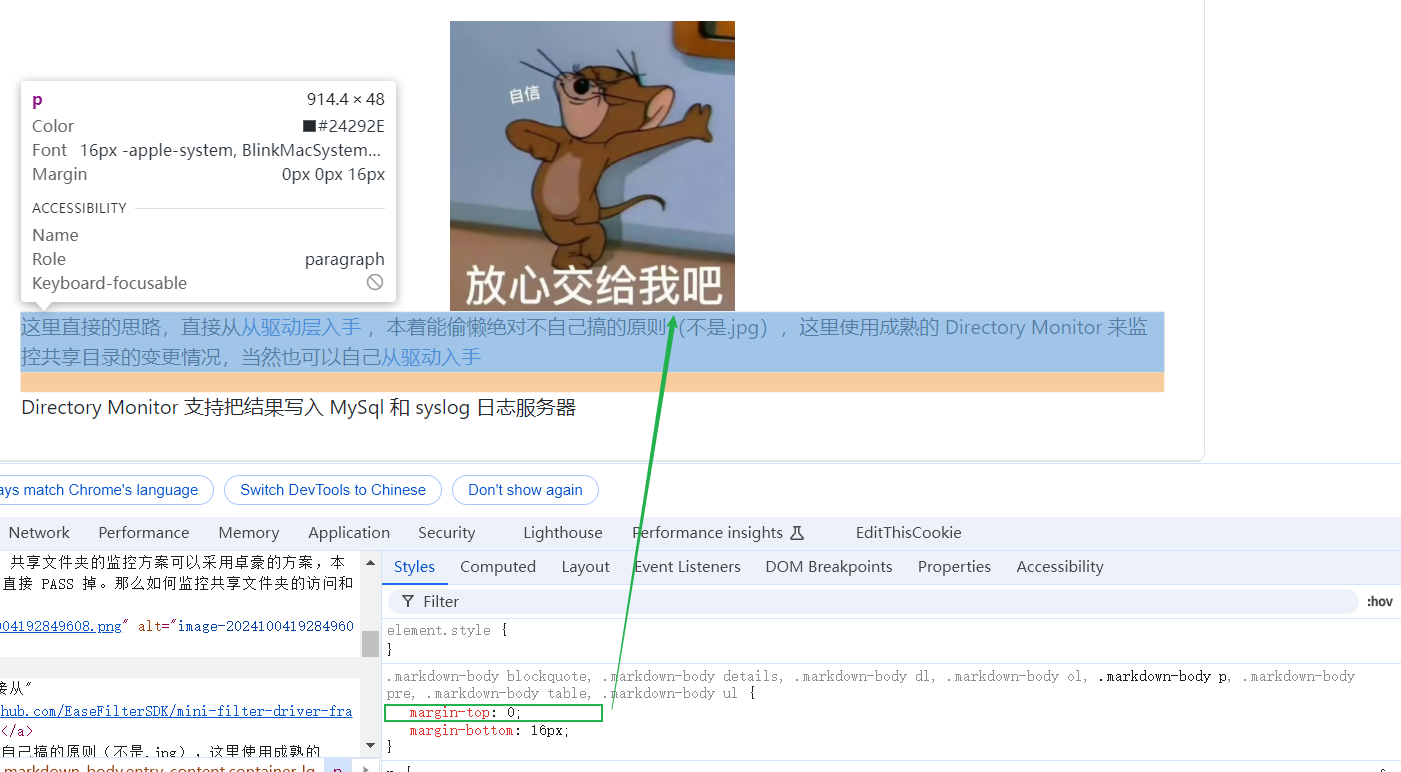 自信
放心交给我吧
p 914.4 × 48
Color #24292E
Font 16px -apple-system, BlinkMacSystem...
Margin 0px 0px 16px
ACCESSIBILITY
Name
Role paragraph
Keyboard-focusable
这里直接的思路，直接从从驱动层入手 ，本着能偷懒绝对不自己搞的原则（不是.jpg），这里使用成熟的 Directory Monitor 来监
控共享目录的变更情况，当然也可以自己从驱动入手
Directory Monitor 支持把结果写入 MySql 和 syslog 日志服务器
ays match Chrome's language Switch DevTools to Chinese Don't show again
Network Performance Memory Application Security Lighthouse Performance insights EditThisCookie
共享文件夹的监控方案可以采用卓豪的方案，本
直接 PASS 掉。那么如何监控共享文件夹的访问和
004192849608.png" alt="image-2024100419284960
接从"
hub.com/EaseFilterSDK/mini-filter-driver-fra
</a>
自己搞的原则（不是.jpg），这里使用成熟的
markdown-body.entry-content.container-lg p
Styles Computed Layout Event Listeners DOM Breakpoints Properties Accessibility
Filter :hov
element.style {
}
.markdown-body blockquote, .markdown-body details, .markdown-body dl, .markdown-body ol, .markdown-body p, .markdown-body
pre, .markdown-body table, .markdown-body ul {
margin-top: 0;
margin-bottom: 16px;
}
p {